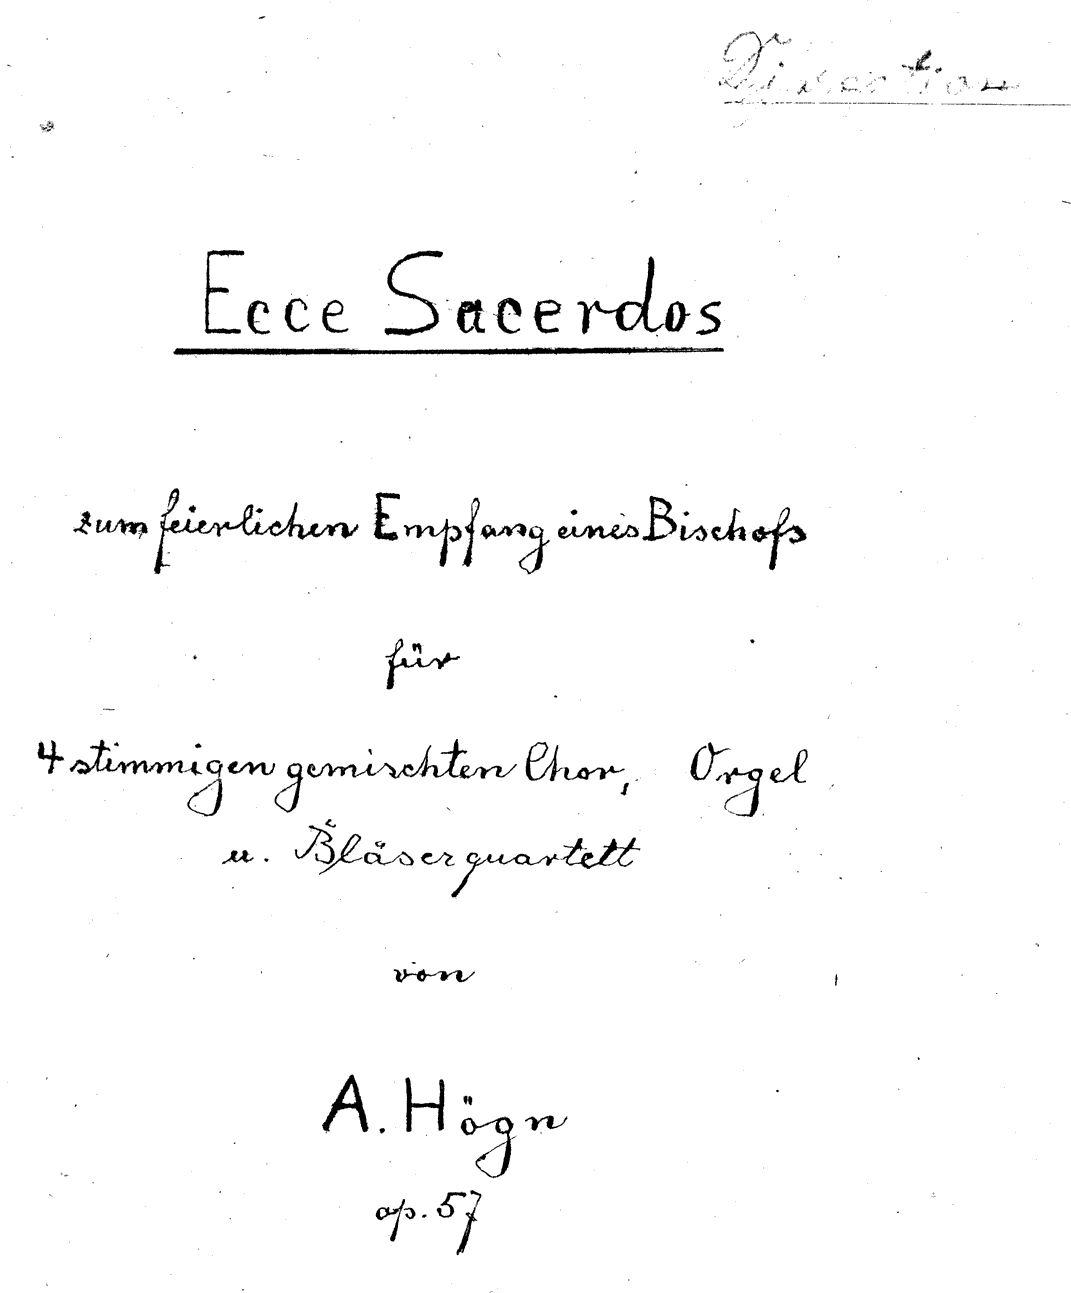 Direction
Ecce Sacerdos
zum feierlichen Empfang eines Bischofs
für
4 stimmigen gemischten Chor, Orgel
u. Bläserquartett
von
A. Högn
op. 57